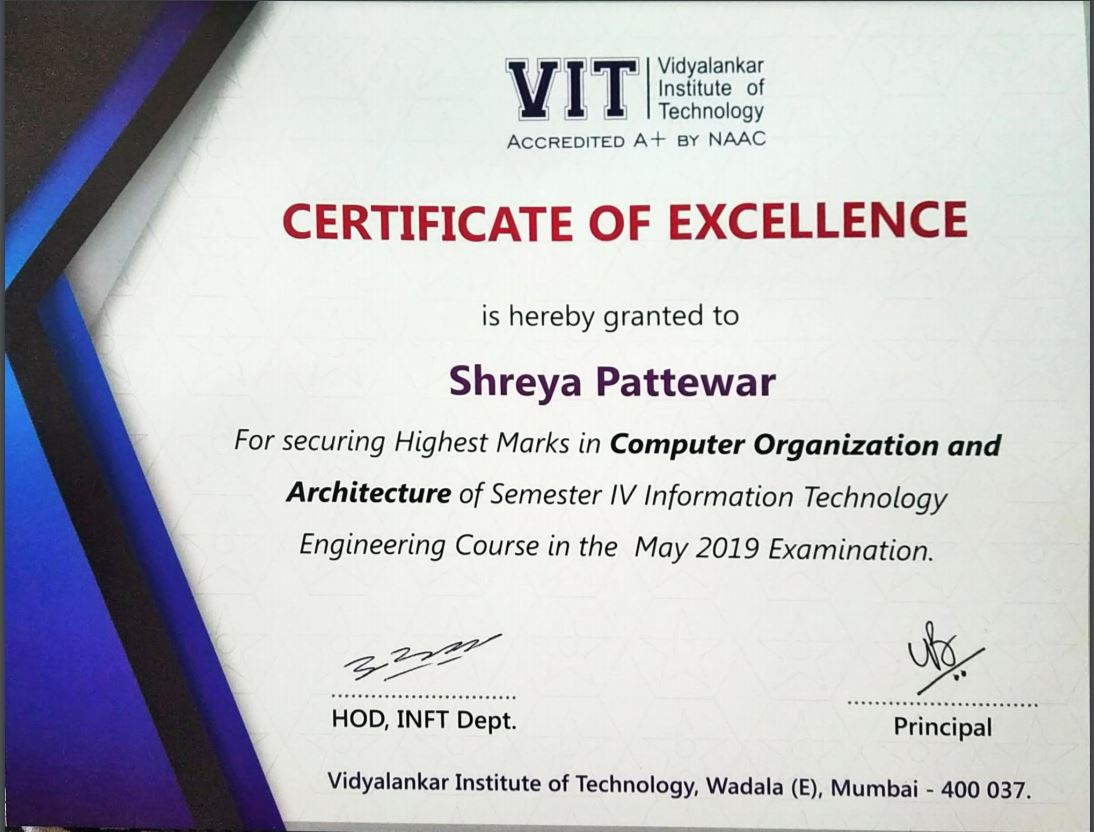 VIT
Vidyalankar
Institute of
Technology
ACCREDITED A+ BY NAAC
CERTIFICATE OF EXCELLENCE
is hereby granted to
Shreya Pattewar
For securing Highest Marks in Computer Organization and
Architecture of Semester IV Information Technology
Engineering Course in the May 2019 Examination.
HOD, INFT Dept.
Principal
Vidyalankar Institute of Technology, Wadala (E), Mumbai - 400 037.